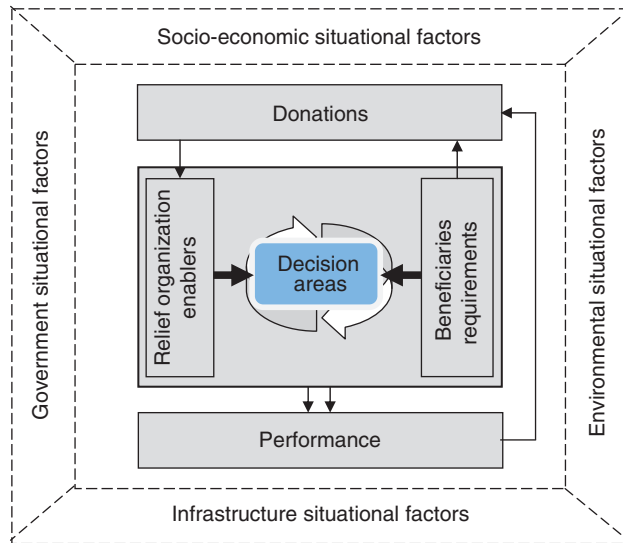 Socio-economic situational factors
Donations
Government situational factors
Relief organization
enablers
Decision
areas
Beneficiaries
requirements
Environmental situational factors
Performance
Infrastructure situational factors